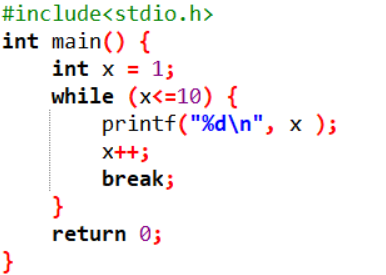 #include<stdio.h>
int main() {
    int x = 1;
    while (x<=10) {
        printf("%d\n", x );
        x++;
        break;
    }
    return 0;
}